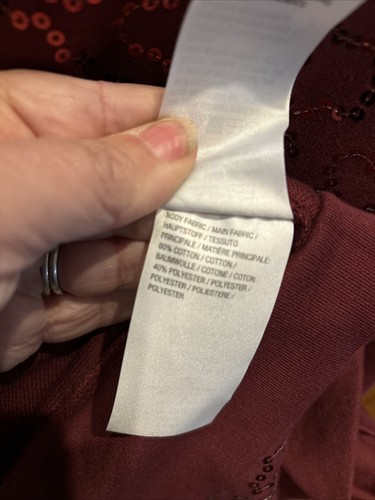 BODY FABRIC / MAIN FABRIC /
HAUPTSTOFF / TESSUTO
PRINCIPALE / MATIÈRE PRINCIPALE:
60% COTTON / COTTON /
BAUMWOLLE / COTONE / COTON
40% POLYESTER / POLYESTER /
POLYESTER / POLIESTERE /
POLYESTER